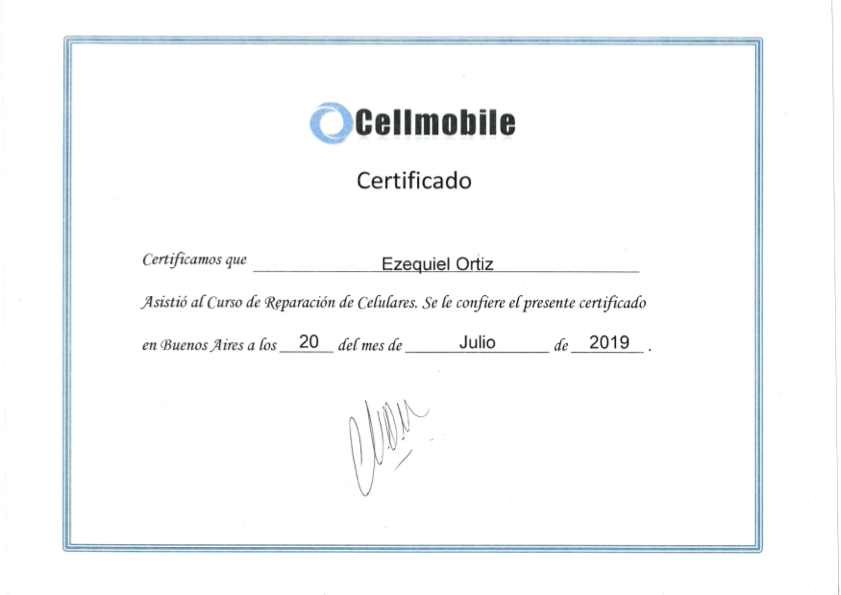 Cellmobile
Certificado
Certificamos que Ezequiel Ortiz
Asistió al Curso de Reparación de Celulares. Se le confiere el presente certificado
en Buenos Aires a los 20 del mes de Julio de 2019 .